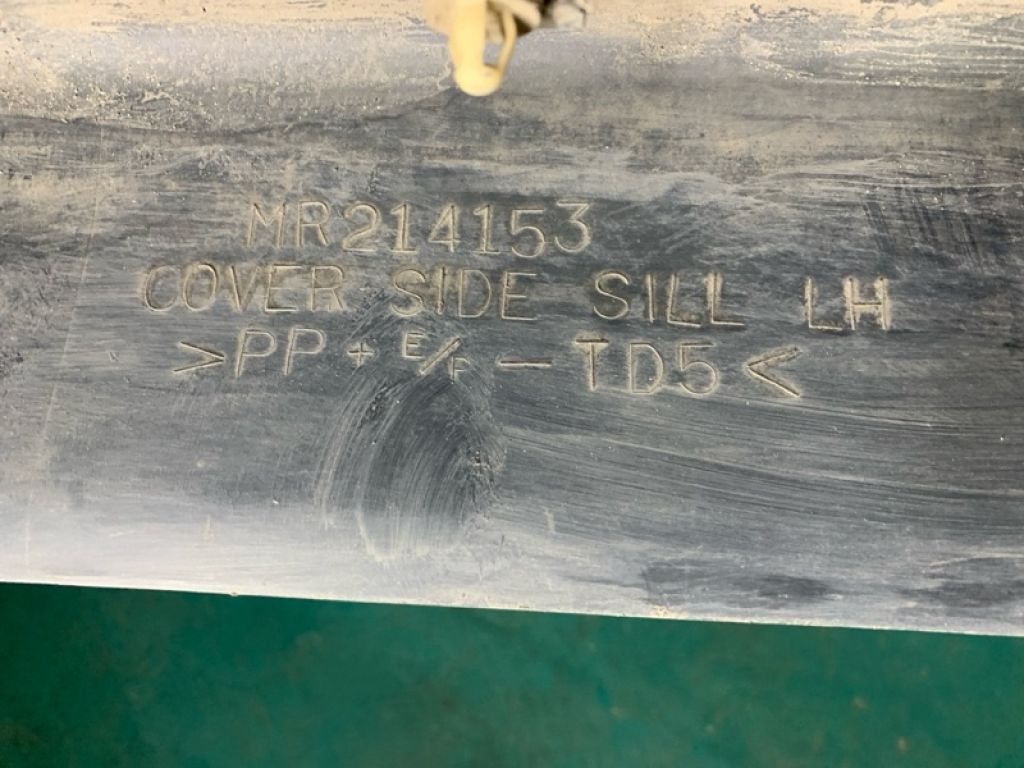 MR214153
COVER SIDE SILL LH
>PP + E/P - TD5<